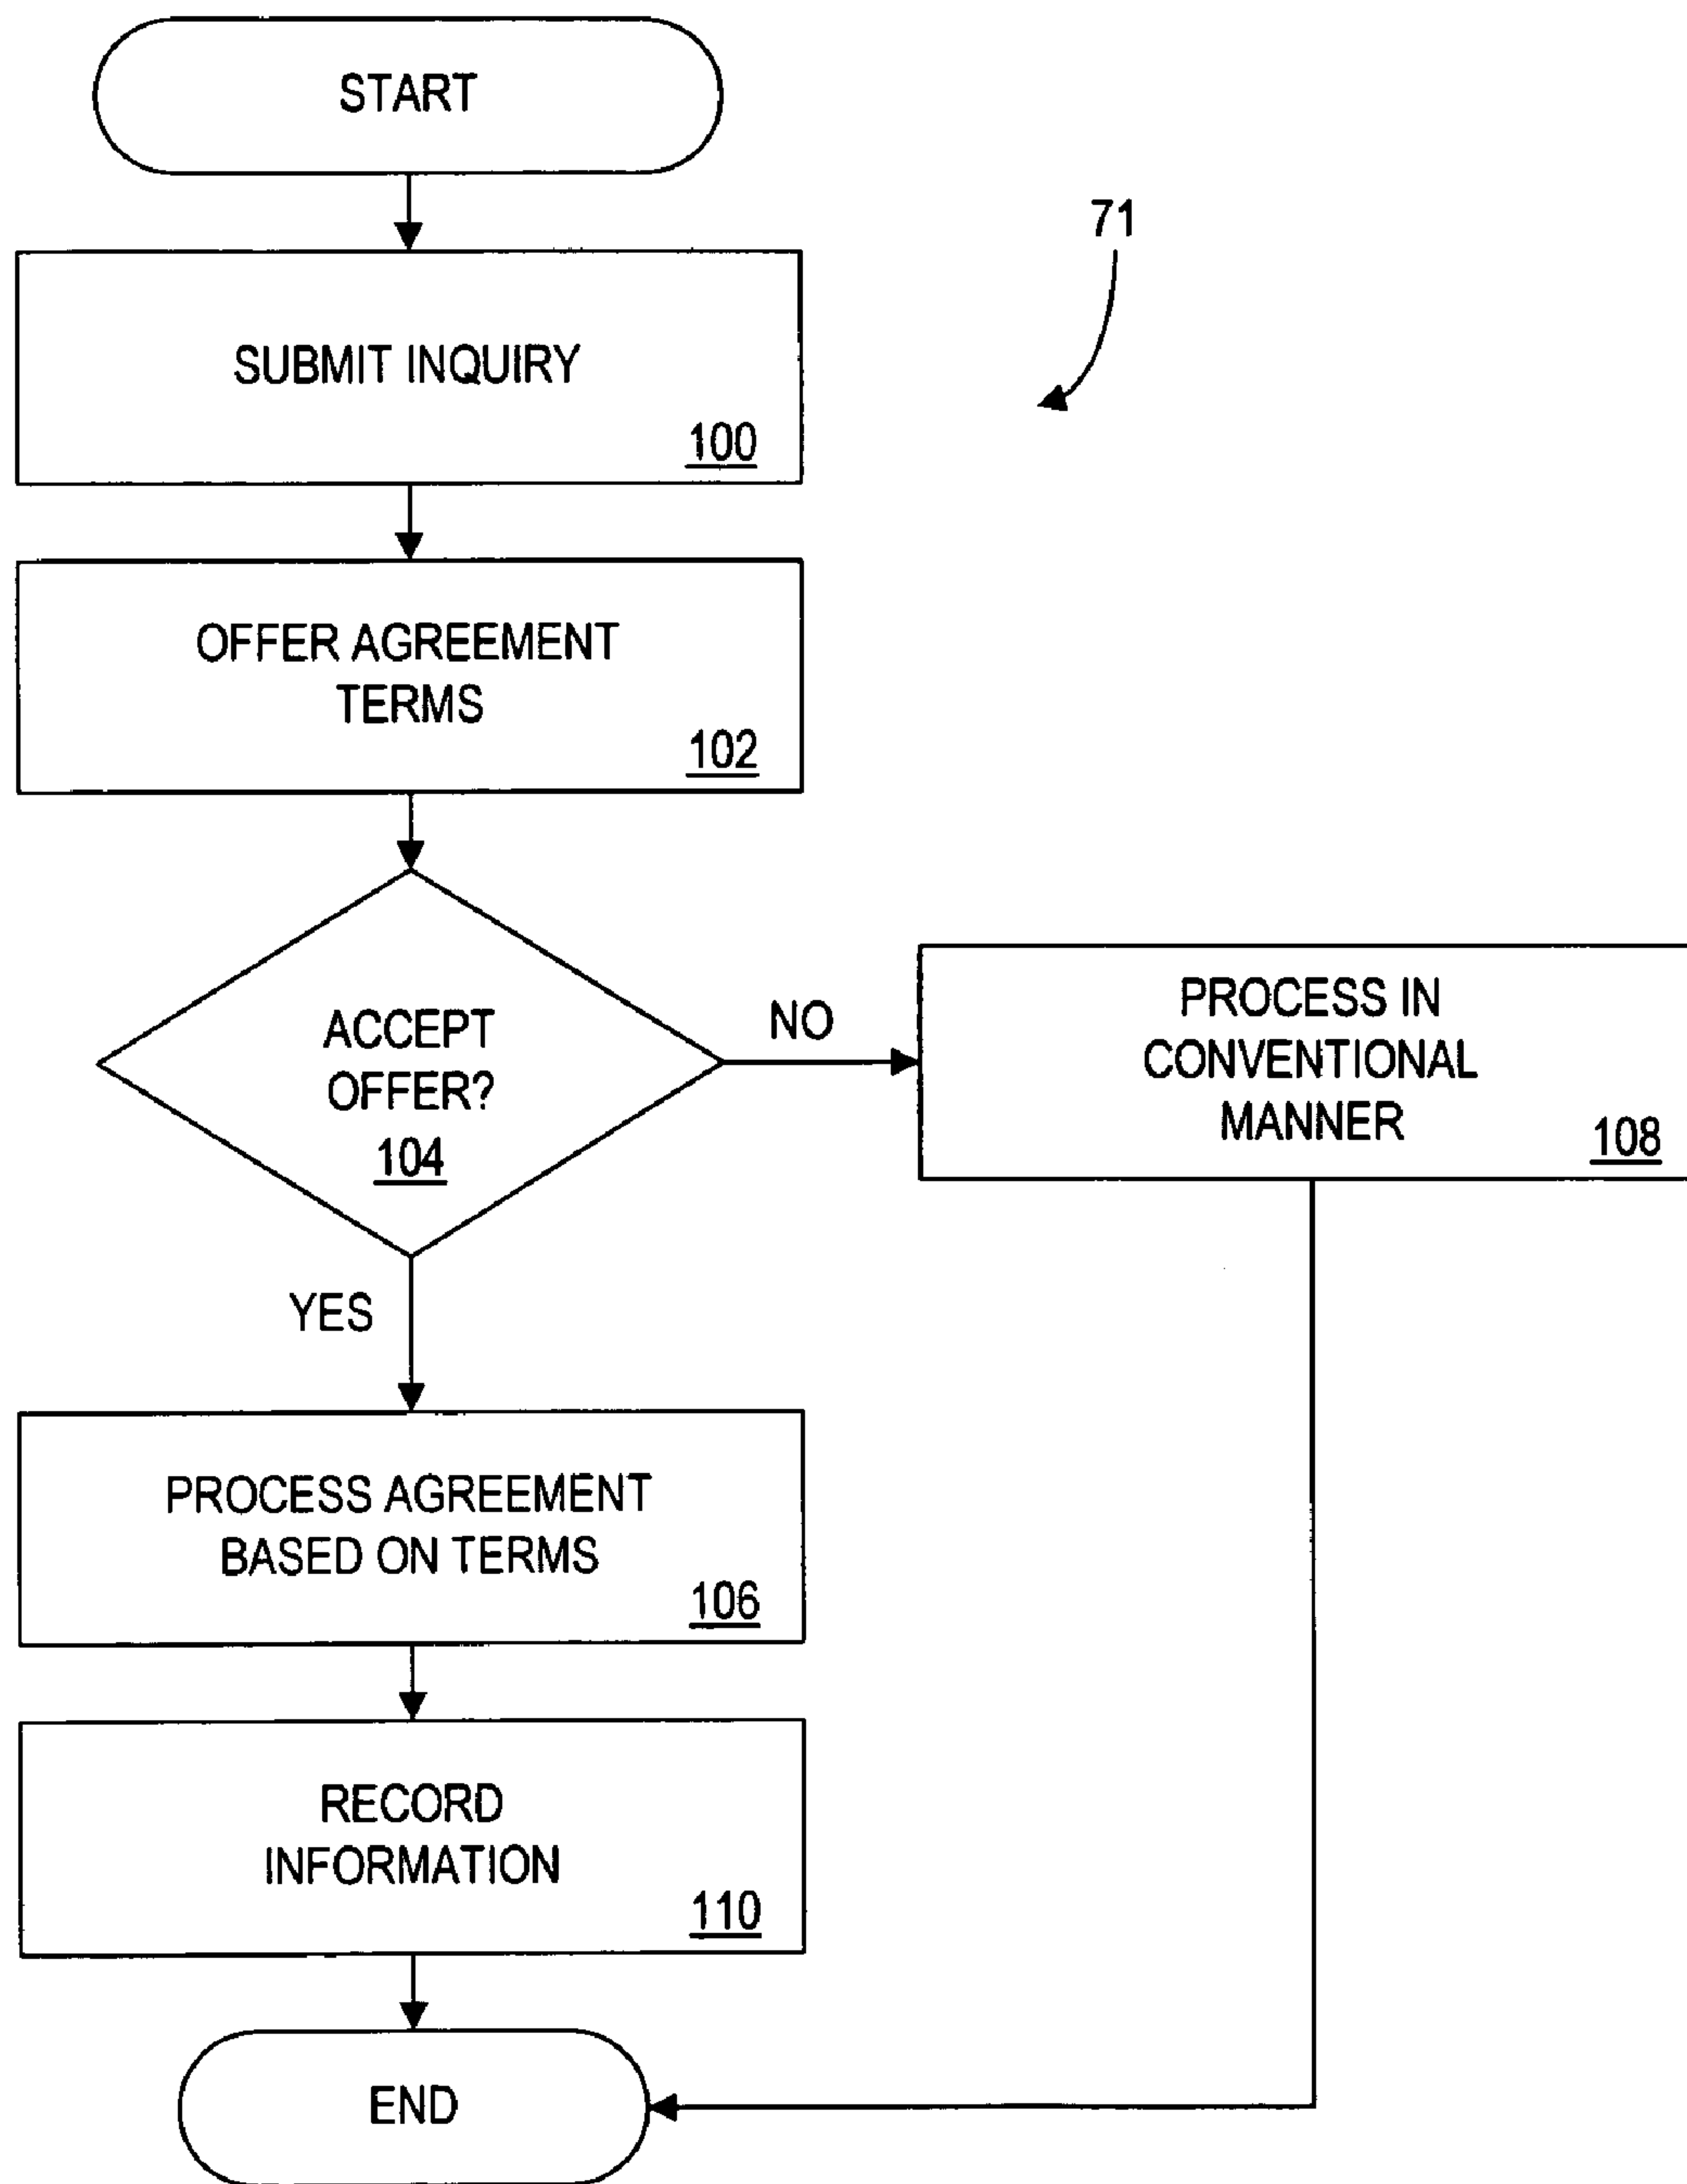 START
71
SUBMIT INQUIRY
100
OFFER AGREEMENT
TERMS
102
ACCEPT
OFFER?
104
NO
PROCESS IN
CONVENTIONAL
MANNER
108
YES
PROCESS AGREEMENT
BASED ON TERMS
106
RECORD
INFORMATION
110
END